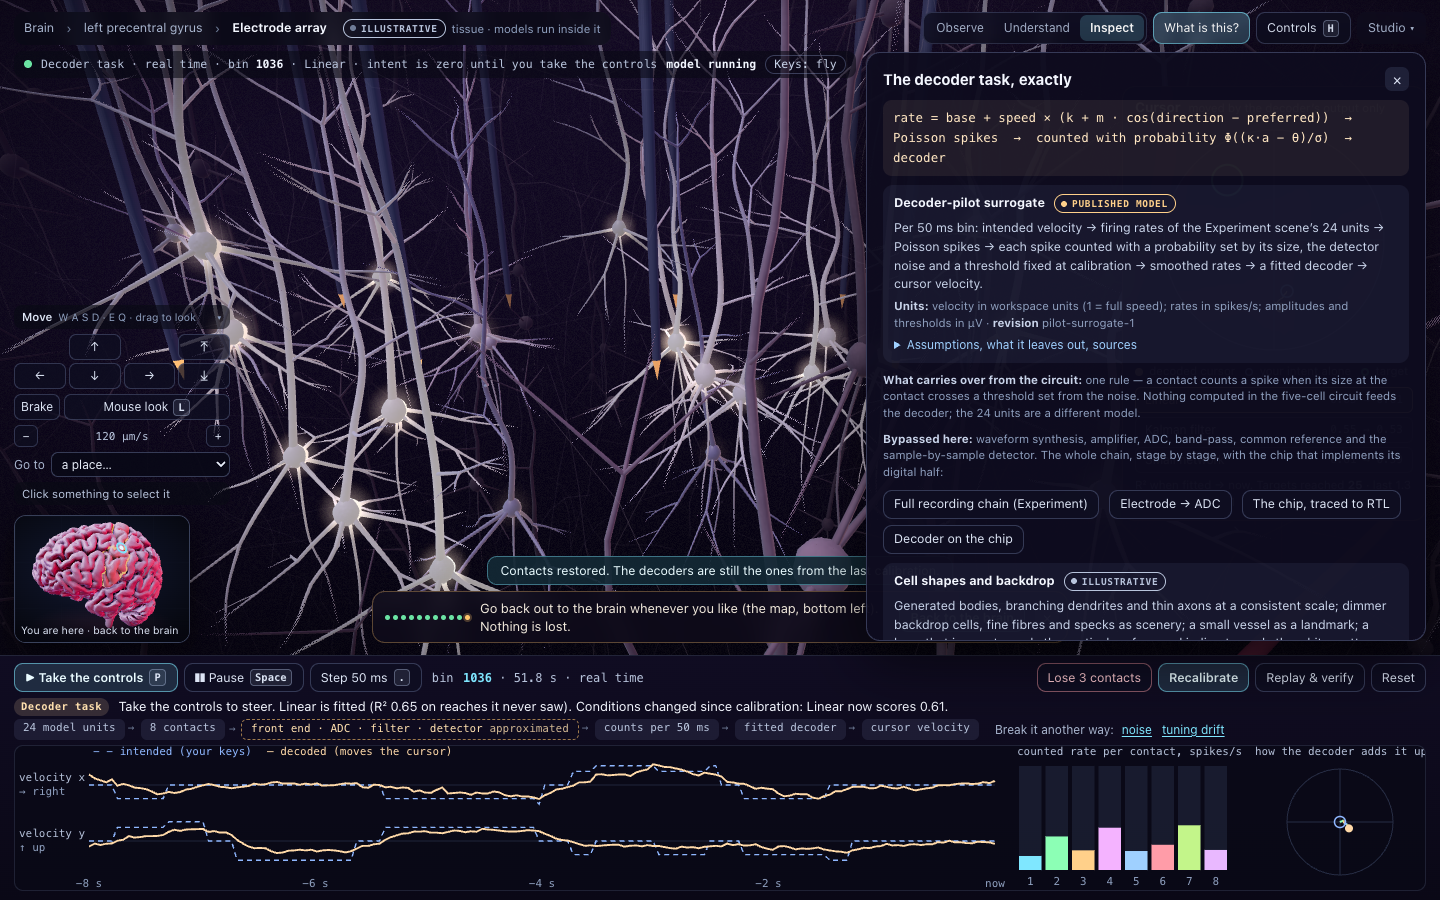 Brain › left precentral gyrus › Electrode array ILLUSTRATIVE tissue · models run inside it
Observe Understand Inspect What is this? Controls H Studio
Decoder task · real time · bin 1036 · Linear · intent is zero until you take the controls model running Keys: fly
The decoder task, exactly ×
rate = base + speed × (k + m · cos(direction − preferred)) →
Poisson spikes → counted with probability Φ((κ·a − θ)/σ) →
decoder
Decoder-pilot surrogate PUBLISHED MODEL
Per 50 ms bin: intended velocity → firing rates of the Experiment scene's 24 units →
Poisson spikes → each spike counted with a probability set by its size, the detector
noise and a threshold fixed at calibration → smoothed rates → a fitted decoder →
cursor velocity.
Units: velocity in workspace units (1 = full speed); rates in spikes/s; amplitudes and
thresholds in µV · revision pilot-surrogate-1
Assumptions, what it leaves out, sources
What carries over from the circuit: one rule — a contact counts a spike when its size at the
contact crosses a threshold set from the noise. Nothing computed in the five-cell circuit feeds
the decoder; the 24 units are a different model.
Bypassed here: waveform synthesis, amplifier, ADC, band-pass, common reference and the
sample-by-sample detector. The whole chain, stage by stage, with the chip that implements its
digital half:
Full recording chain (Experiment) Electrode → ADC The chip, traced to RTL
Decoder on the chip
Cell shapes and backdrop ILLUSTRATIVE
Generated bodies, branching dendrites and thin axons at a consistent scale; dimmer
backdrop cells, fine fibres and specks as scenery; a small vessel as a landmark; a
Move W A S D · E Q · drag to look
↑ ⤒
← ↓ → ⤓
Brake Mouse look L
− 120 µm/s +
Go to a place...
Click something to select it
You are here · back to the brain
Contacts restored. The decoders are still the ones from the las
Go back out to the brain whenever you like (the map, bottom lef
Nothing is lost.
Take the controls P Pause Space Step 50 ms . bin 1036 · 51.8 s · real time
Lose 3 contacts Recalibrate Replay & verify Reset
Decoder task Take the controls to steer. Linear is fitted (R² 0.65 on reaches it never saw). Conditions changed since calibration: Linear now scores 0.61.
24 model units → 8 contacts → front end · ADC · filter · detector approximated → counts per 50 ms → fitted decoder → cursor velocity Break it another way: noise tuning drift
– – intended (your keys) — decoded (moves the cursor)
counted rate per contact, spikes/s how the decoder adds it up
velocity x
→ right
velocity y
↑ up
−8 s −6 s −4 s −2 s now
1 2 3 4 5 6 7 8